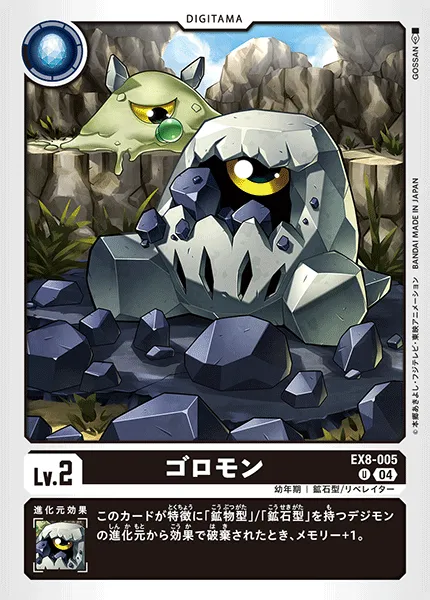 DIGITAMA
GOSSAN
BANDAI MADE IN JAPAN
©本郷あきよし・フジテレビ・東映アニメーション
EX8-005
Lv.2
ゴロモン
U 04
幼年期 | 鉱石型/リベレイター
進化元効果
このカードが特徴に「鉱物型」/「鉱石型」を持つデジモン
の進化元から効果で破棄されたとき、メモリー+1。